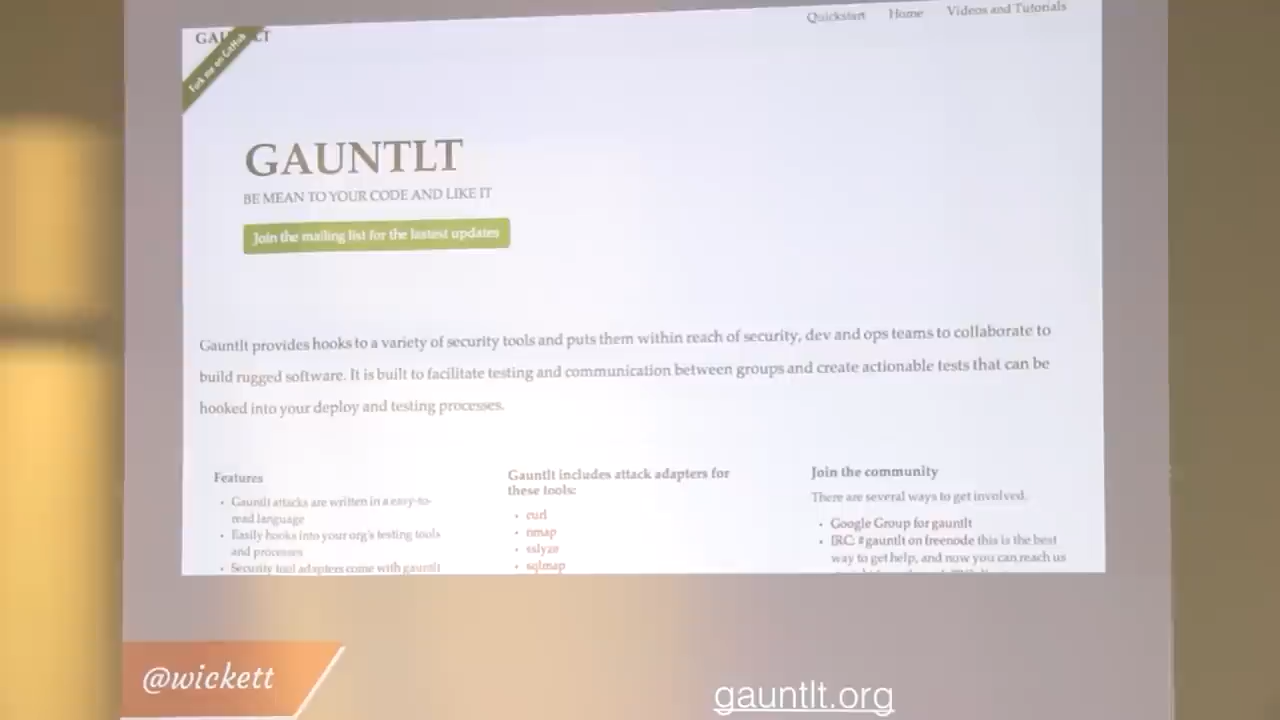 Quickstart Home Videos and Tutorials
Fork me on GitHub
GAUNTLT
BE MEAN TO YOUR CODE AND LIKE IT
Join the mailing list for the lastest updates
Gauntlt provides hooks to a variety of security tools and puts them within reach of security, dev and ops teams to collaborate to
build rugged software. It is built to facilitate testing and communication between groups and create actionable tests that can be
hooked into your deploy and testing processes.
Features
• Gauntlt attacks are written in a easy-to-
read language
• Easily hooks into your org's testing tools
and processes
• Security tool adapters come with gauntlt
Gauntlt includes attack adapters for
these tools:
• curl
• nmap
• sslyze
• sqlmap
Join the community
There are several ways to get involved.
• Google Group for gauntlt
• IRC: #gauntlt on freenode this is the best
way to get help, and now you can reach us
@wickett
gauntlt.org